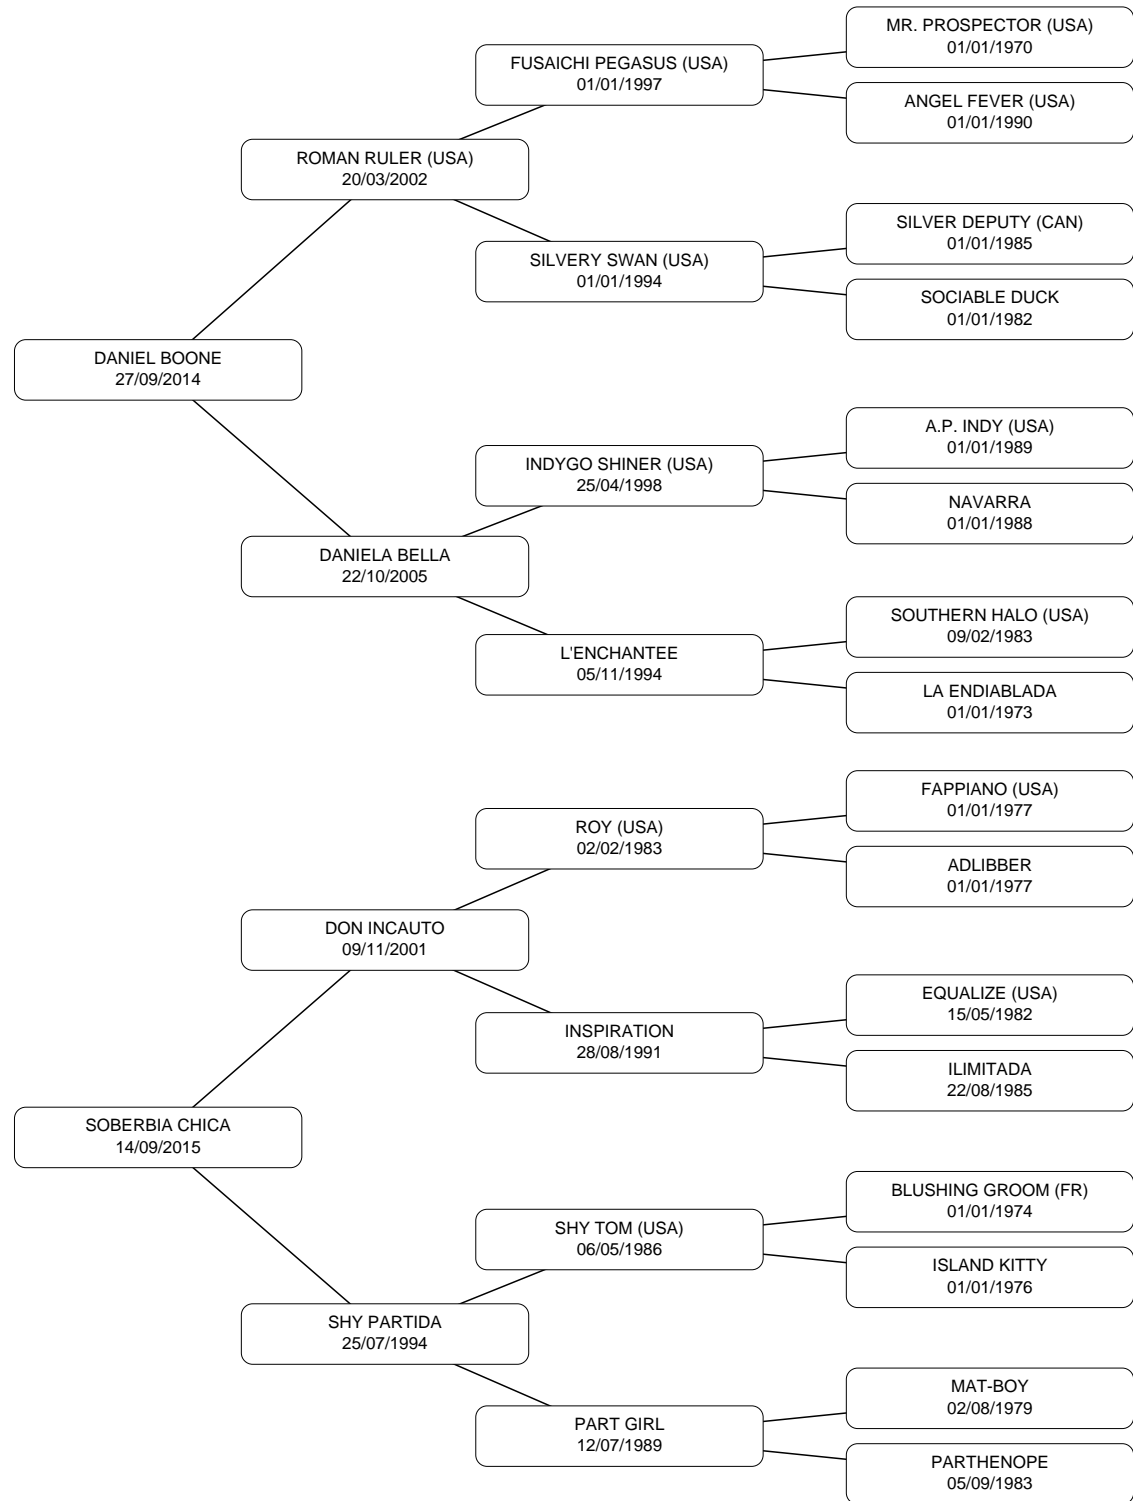 MR. PROSPECTOR (USA)
01/01/1970
FUSAICHI PEGASUS (USA)
01/01/1997
ANGEL FEVER (USA)
01/01/1990
ROMAN RULER (USA)
20/03/2002
SILVER DEPUTY (CAN)
01/01/1985
SILVERY SWAN (USA)
01/01/1994
SOCIABLE DUCK
01/01/1982
DANIEL BOONE
27/09/2014
A.P. INDY (USA)
01/01/1989
INDYGO SHINER (USA)
25/04/1998
NAVARRA
01/01/1988
DANIELA BELLA
22/10/2005
SOUTHERN HALO (USA)
09/02/1983
L'ENCHANTEE
05/11/1994
LA ENDIABLADA
01/01/1973
FAPPIANO (USA)
01/01/1977
ROY (USA)
02/02/1983
ADLIBBER
01/01/1977
DON INCAUTO
09/11/2001
EQUALIZE (USA)
15/05/1982
INSPIRATION
28/08/1991
ILIMITADA
22/08/1985
SOBERBIA CHICA
14/09/2015
BLUSHING GROOM (FR)
01/01/1974
SHY TOM (USA)
06/05/1986
ISLAND KITTY
01/01/1976
SHY PARTIDA
25/07/1994
MAT-BOY
02/08/1979
PART GIRL
12/07/1989
PARTHENOPE
05/09/1983